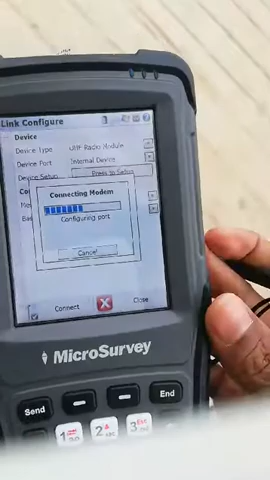 Link Configure
Device
Device Type UHF Radio Module
Device Port Internal Device
Device Setup Press to Setup
Connecting Modem
Configuring port
Cancel
Connect Close
MicroSurvey
Send End
1 2 3